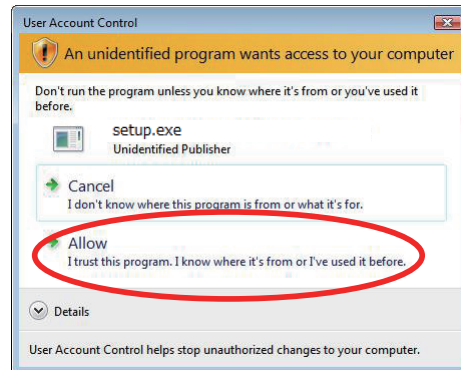 User Account Control
An unidentified program wants access to your computer
Don't run the program unless you know where it's from or you've used it
before.
setup.exe
Unidentified Publisher
Cancel
I don't know where this program is from or what it's for.
Allow
I trust this program. I know where it's from or I've used it before.
Details
User Account Control helps stop unauthorized changes to your computer.